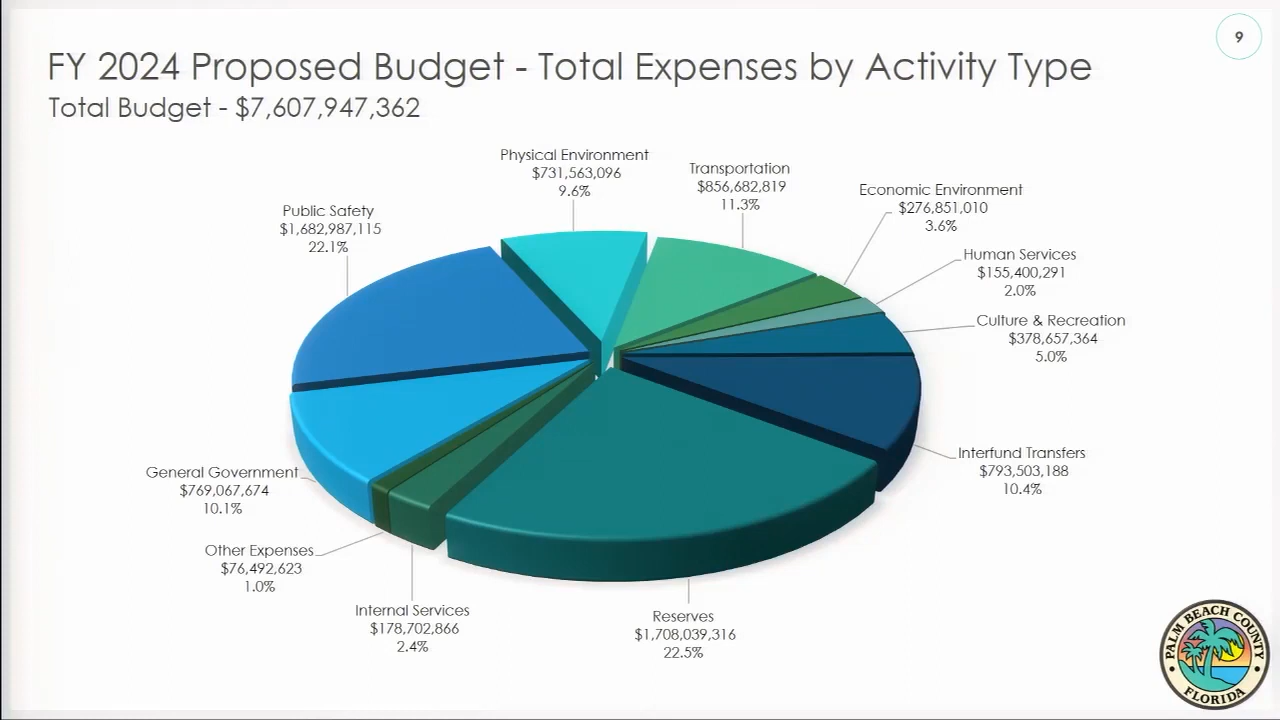 9
FY 2024 Proposed Budget - Total Expenses by Activity Type
Total Budget - $7,607,947,362
Physical Environment
$731,563,096
9.6%
Transportation
$856,682,819
11.3%
Economic Environment
$276,851,010
3.6%
Public Safety
$1,682,987,115
22.1%
Human Services
$155,400,291
2.0%
Culture & Recreation
$378,657,364
5.0%
Interfund Transfers
$793,503,188
10.4%
General Government
$769,067,674
10.1%
Other Expenses
$76,492,623
1.0%
Internal Services
$178,702,866
2.4%
Reserves
$1,708,039,316
22.5%
PALM BEACH COUNTY
FLORIDA